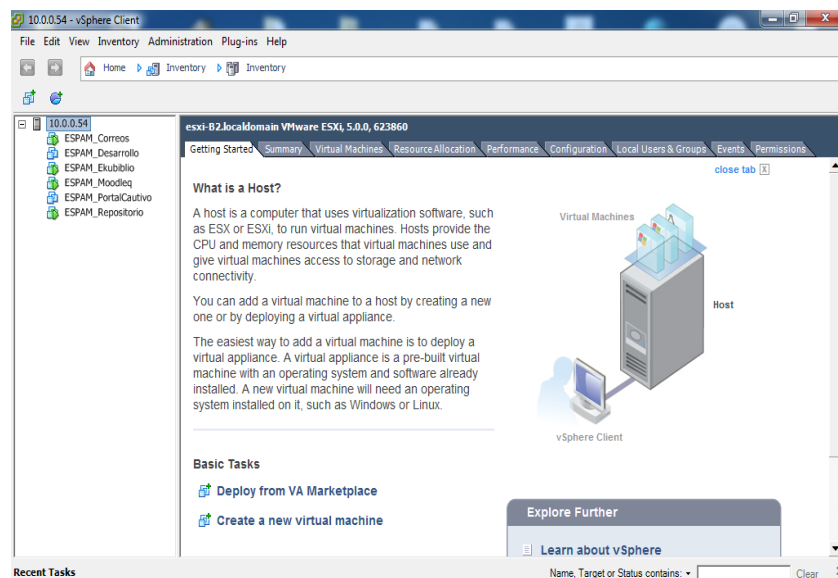 10.0.0.54 - vSphere Client
File Edit View Inventory Administration Plug-ins Help
Home Inventory Inventory
10.0.0.54
ESPAM_Correos
ESPAM_Desarrollo
ESPAM_Ekubiblio
ESPAM_Moodleq
ESPAM_PortalCautivo
ESPAM_Repositorio
esxi-B2.localdomain VMware ESXi, 5.0.0, 623860
Getting Started Summary Virtual Machines Resource Allocation Performance Configuration Local Users & Groups Events Permissions
close tab X
What is a Host?
A host is a computer that uses virtualization software, such
as ESX or ESXi, to run virtual machines. Hosts provide the
CPU and memory resources that virtual machines use and
give virtual machines access to storage and network
connectivity.
You can add a virtual machine to a host by creating a new
one or by deploying a virtual appliance.
The easiest way to add a virtual machine is to deploy a
virtual appliance. A virtual appliance is a pre-built virtual
machine with an operating system and software already
installed. A new virtual machine will need an operating
system installed on it, such as Windows or Linux.
Virtual Machines
Host
vSphere Client
Basic Tasks
Deploy from VA Marketplace
Create a new virtual machine
Explore Further
Learn about vSphere
Recent Tasks
Name, Target or Status contains:
Clear